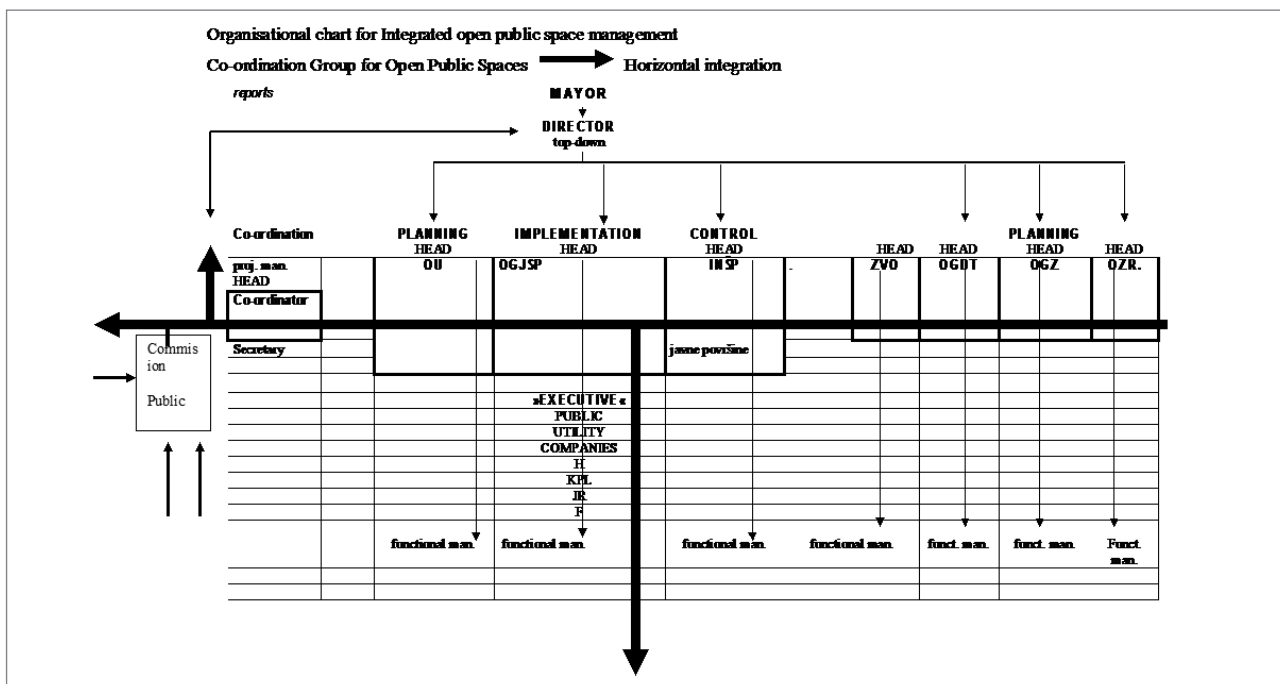 Organisational chart for Integrated open public space management
Co-ordination Group for Open Public Spaces Horizontal integration
reports
MAYOR
DIRECTOR
top-down
Co-ordination PLANNING IMPLEMENTATION CONTROL PLANNING
HEAD HEAD HEAD HEAD HEAD HEAD HEAD
proj. man. OU OGJSP INSP . ZVO OGDT OGZ OZR.
HEAD
Co-ordinator
Secretary javne površine
Commis
ion
Public
»EXECUTIVE«
PUBLIC
UTILITY
COMPANIES
H
KPL
JR
F
functional man. functional man. functional man. functional man. funct. man. funct. man. Funct.
man.